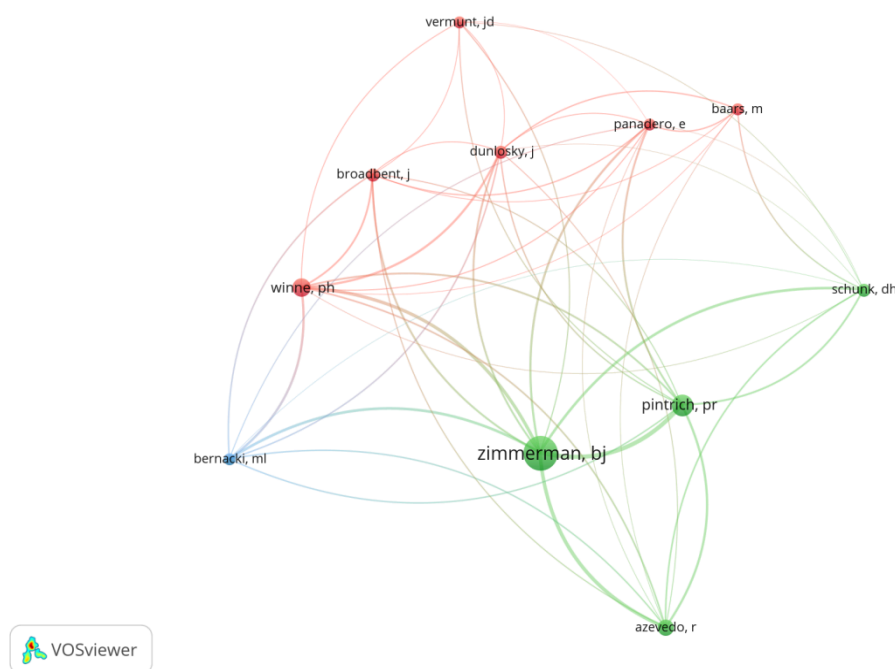 vermunt, jd
baars, m
panadero, e
dunlosky, j
broadbent, j
winne, ph
schunk, dh
pintrich, pr
zimmerman, bj
bernacki, ml
azevedo, r
VOSviewer